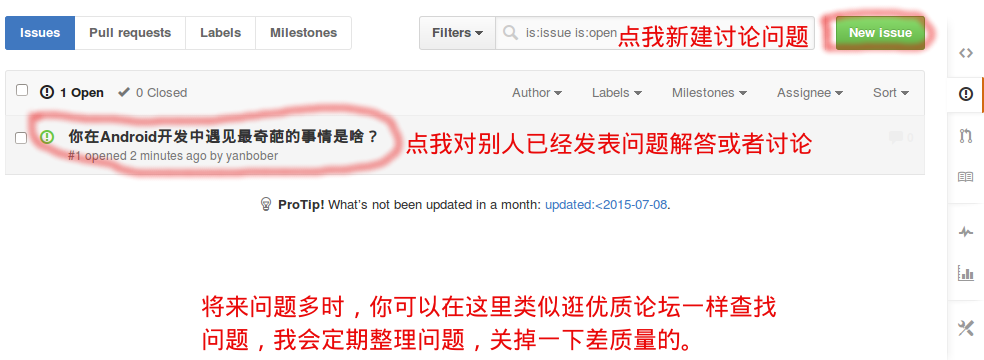 Issues Pull requests Labels Milestones Filters is:issue is:open 点我新建讨论问题 New issue
1 Open 0 Closed Author Labels Milestones Assignee Sort
你在Android开发中遇见最奇葩的事情是啥？ 点我对别人已经发表问题解答或者讨论 0
#1 opened 2 minutes ago by yanbober
ProTip! What's not been updated in a month: updated:<2015-07-08.
将来问题多时，你可以在这里类似逛优质论坛一样查找
问题，我会定期整理问题，关掉一下差质量的。